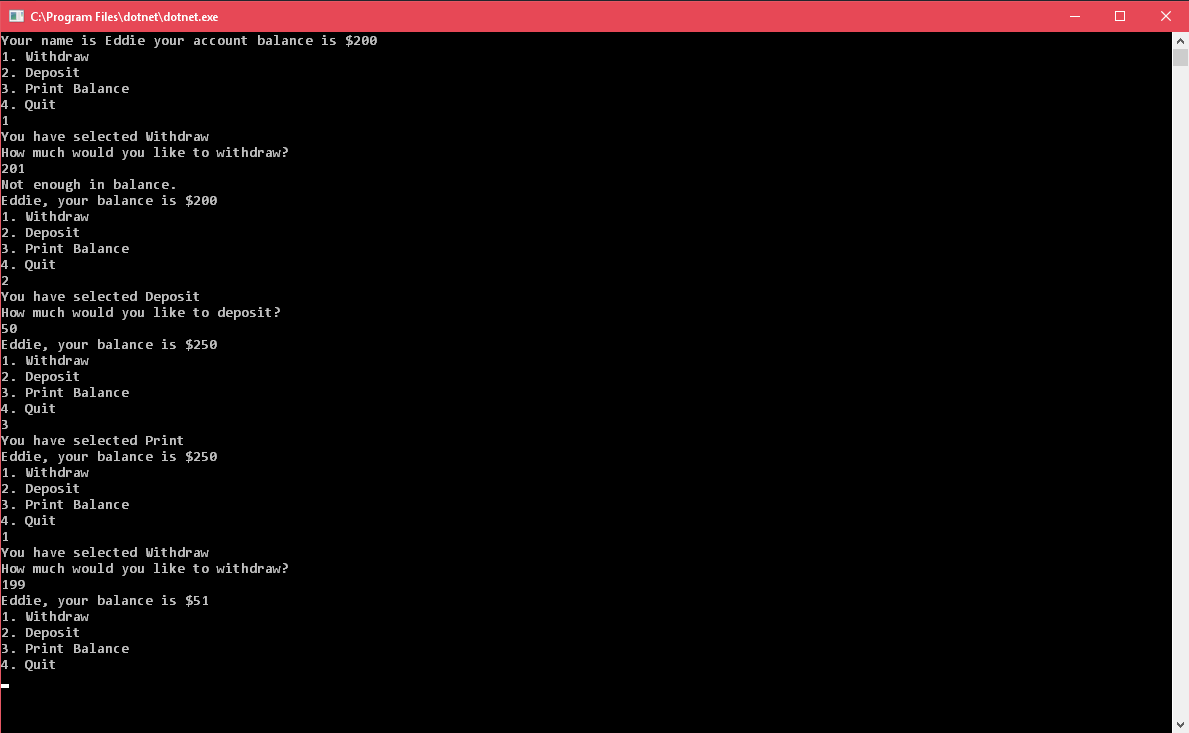 C:\Program Files\dotnet\dotnet.exe
Your name is Eddie your account balance is $200
1. Withdraw
2. Deposit
3. Print Balance
4. Quit
1
You have selected Withdraw
How much would you like to withdraw?
201
Not enough in balance.
Eddie, your balance is $200
1. Withdraw
2. Deposit
3. Print Balance
4. Quit
2
You have selected Deposit
How much would you like to deposit?
50
Eddie, your balance is $250
1. Withdraw
2. Deposit
3. Print Balance
4. Quit
3
You have selected Print
Eddie, your balance is $250
1. Withdraw
2. Deposit
3. Print Balance
4. Quit
1
You have selected Withdraw
How much would you like to withdraw?
199
Eddie, your balance is $51
1. Withdraw
2. Deposit
3. Print Balance
4. Quit